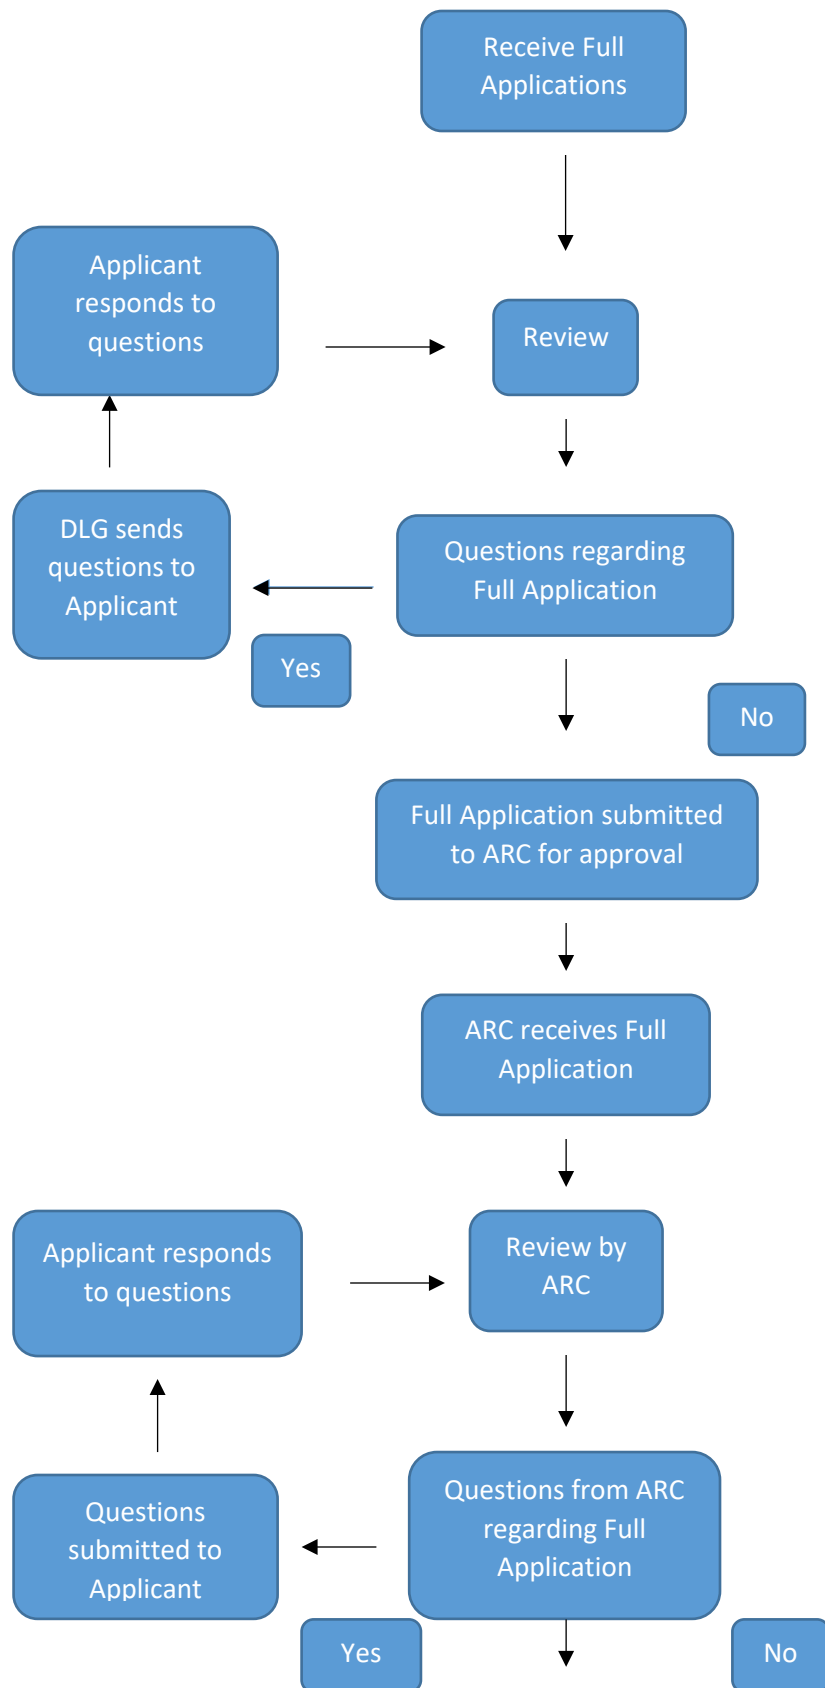 Receive Full
Applications
Applicant
responds to
questions
Review
DLG sends
questions to
Applicant
Questions regarding
Full Application
Yes
No
Full Application submitted
to ARC for approval
ARC receives Full
Application
Applicant responds
to questions
Review by
ARC
Questions
submitted to
Applicant
Questions from ARC
regarding Full
Application
Yes
No